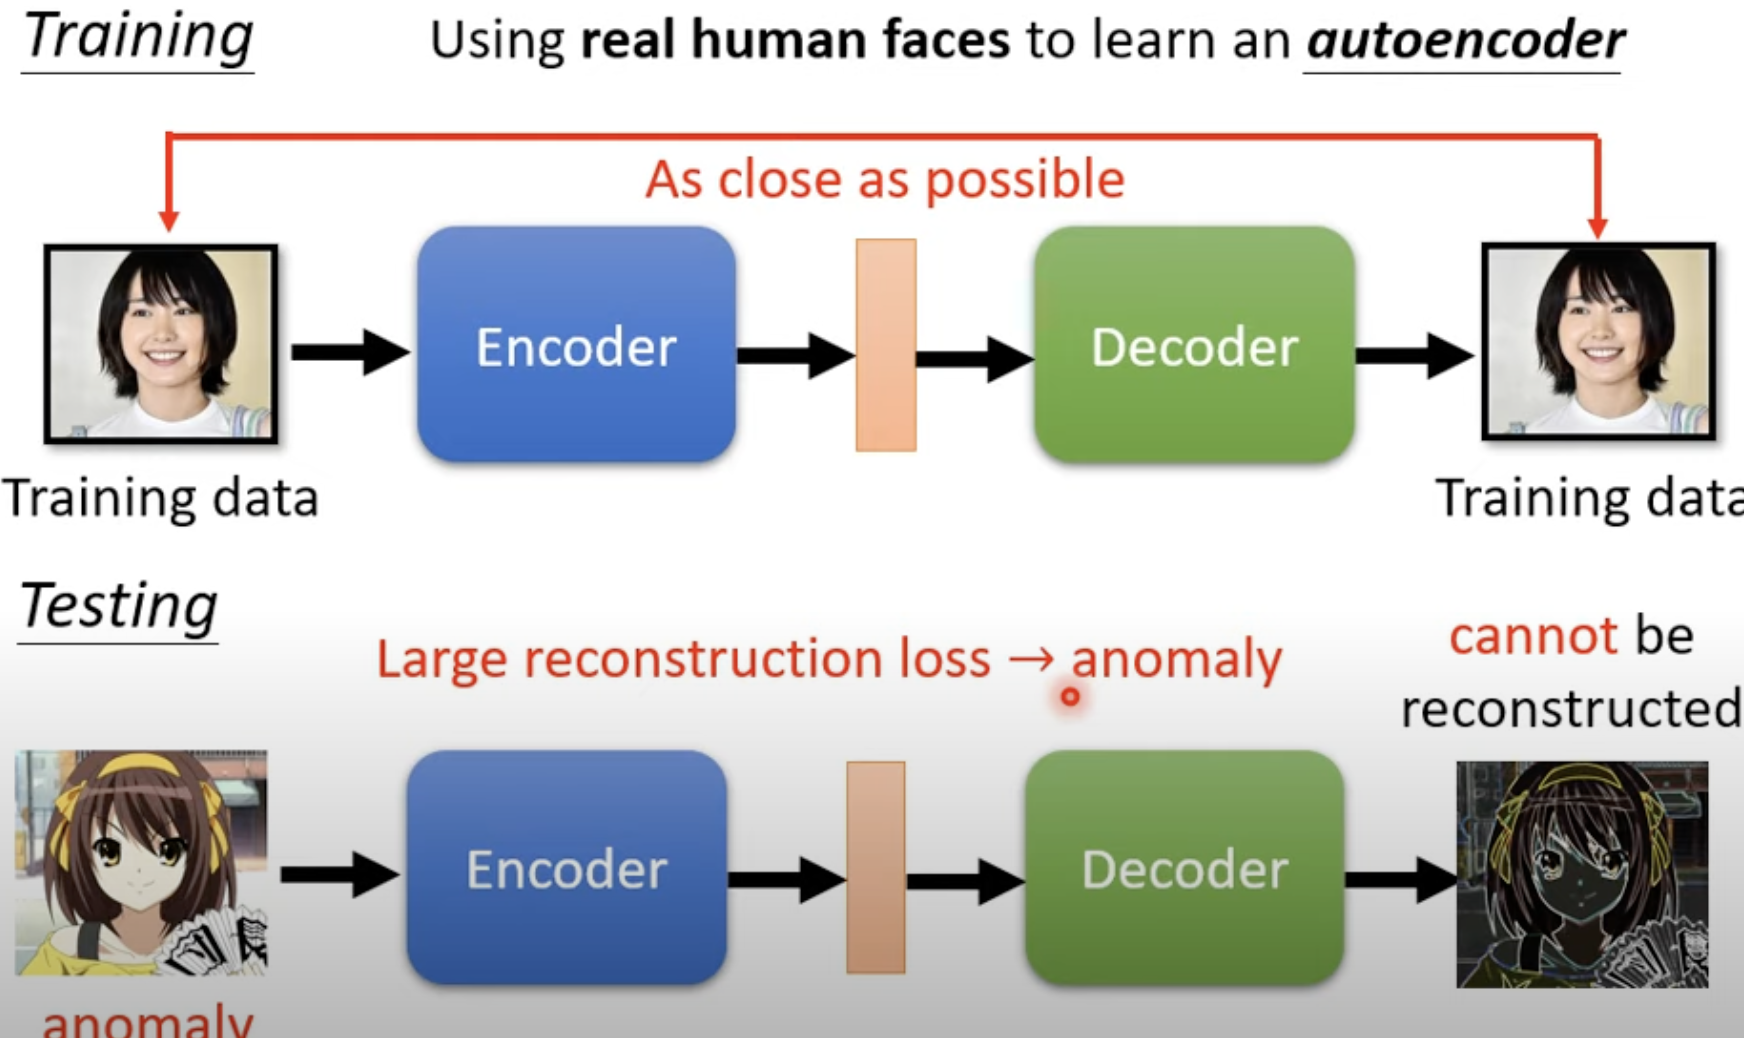 Training
Using real human faces to learn an autoencoder
As close as possible
Encoder
Decoder
Training data
Training data
Testing
Large reconstruction loss → anomaly
cannot be
reconstructed
Encoder
Decoder
anomaly